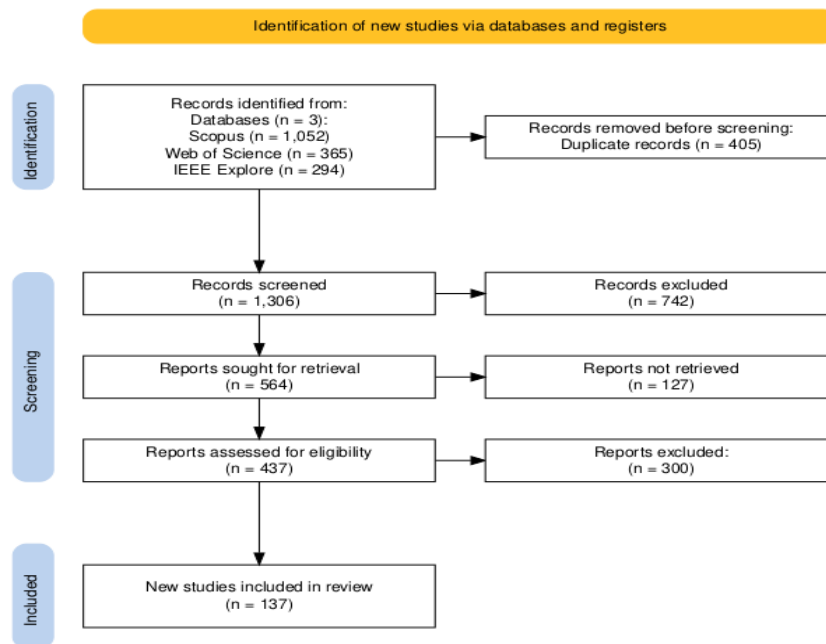 Identification of new studies via databases and registers
Identification
Records identified from:
Databases (n = 3):
Scopus (n = 1,052)
Web of Science (n = 365)
IEEE Explore (n = 294)
Records removed before screening:
Duplicate records (n = 405)
Screening
Records screened
(n = 1,306)
Records excluded
(n = 742)
Reports sought for retrieval
(n = 564)
Reports not retrieved
(n = 127)
Reports assessed for eligibility
(n = 437)
Reports excluded:
(n = 300)
Included
New studies included in review
(n = 137)